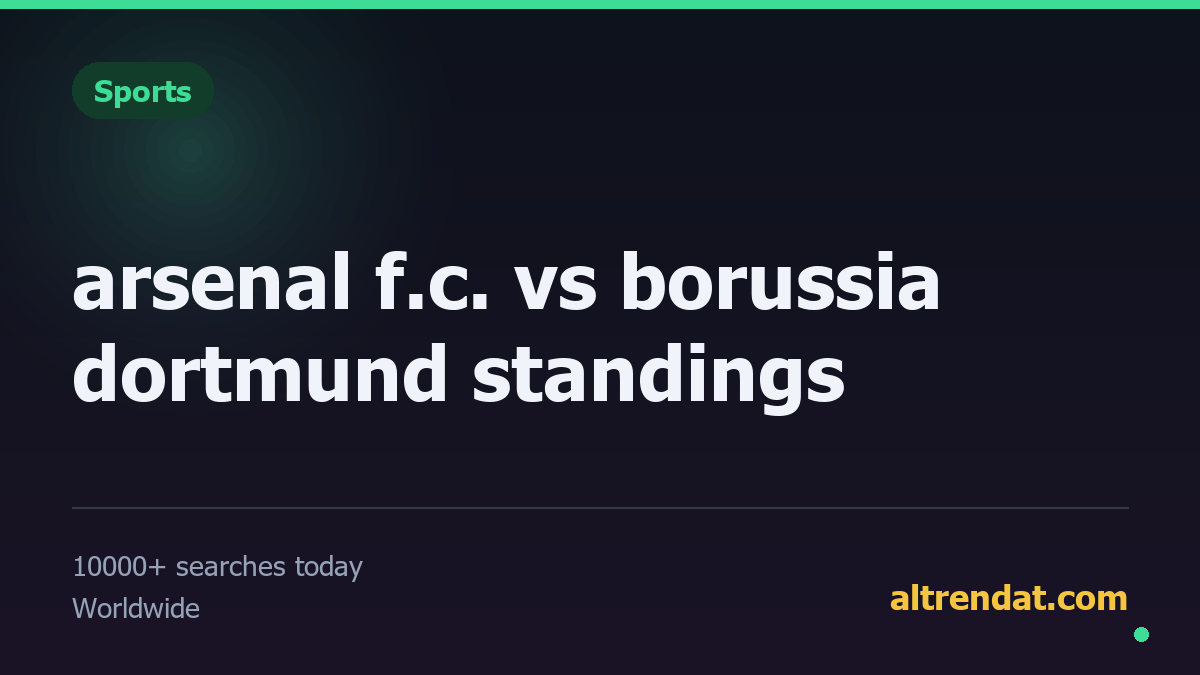 Sports
arsenal f.c. vs borussia
dortmund standings
10000+ searches today
Worldwide
altrendat.com